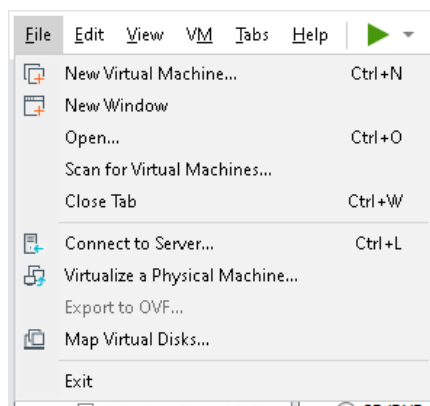 File Edit View VM Tabs Help
New Virtual Machine... Ctrl+N
New Window
Open... Ctrl+O
Scan for Virtual Machines...
Close Tab Ctrl+W
Connect to Server... Ctrl+L
Virtualize a Physical Machine...
Export to OVF...
Map Virtual Disks...
Exit